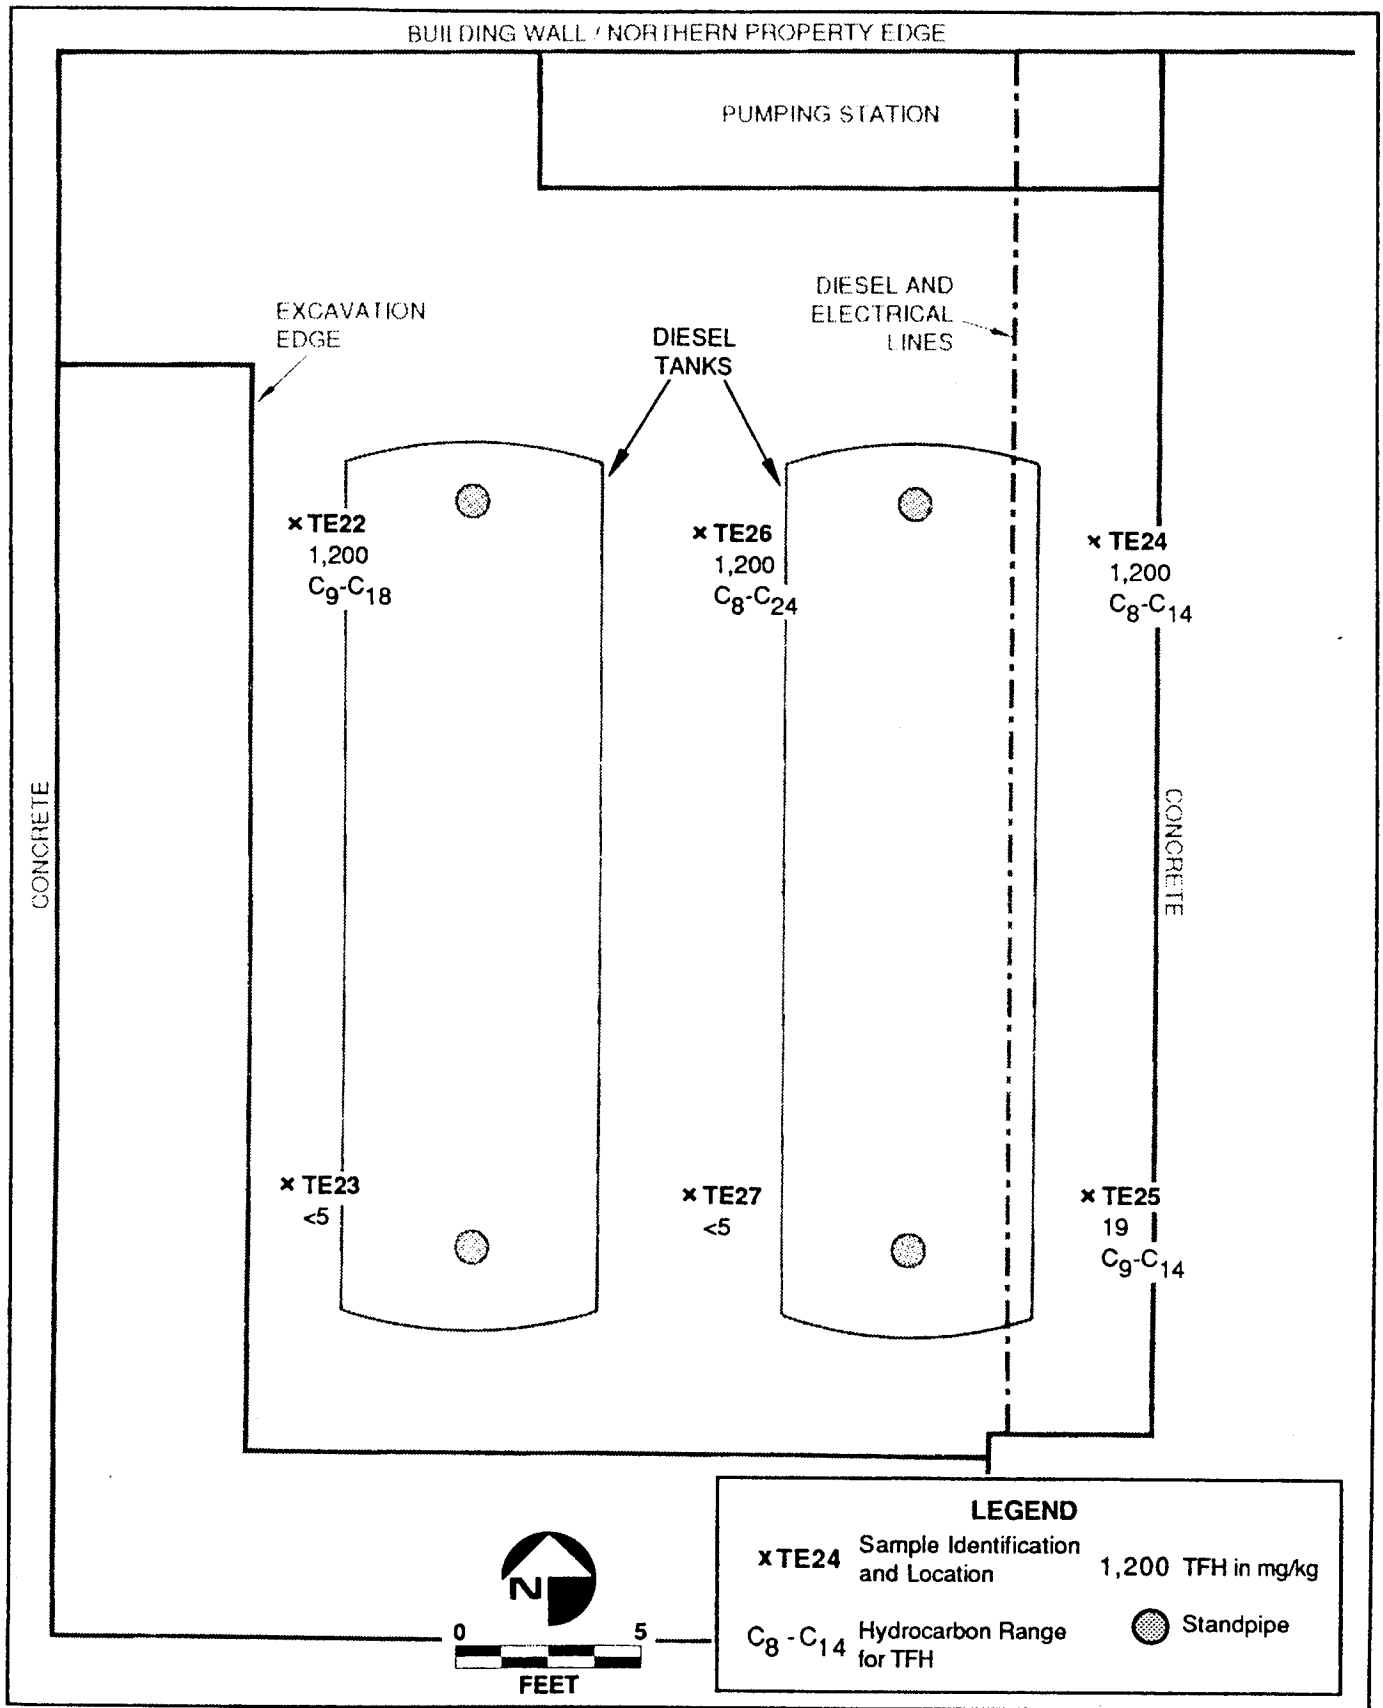 BUILDING WALL / NORTHERN PROPERTY EDGE
PUMPING STATION
EXCAVATION
EDGE
DIESEL AND
ELECTRICAL
LINES
DIESEL
TANKS
×TE22
1,200
C9-C18
×TE26
1,200
C8-C24
×TE24
1,200
C8-C14
CONCRETE
CONCRETE
×TE23
<5
×TE27
<5
×TE25
19
C9-C14
N
0 5
FEET
LEGEND
×TE24 Sample Identification
and Location
1,200 TFH in mg/kg
C8 - C14 Hydrocarbon Range
for TFH
Standpipe